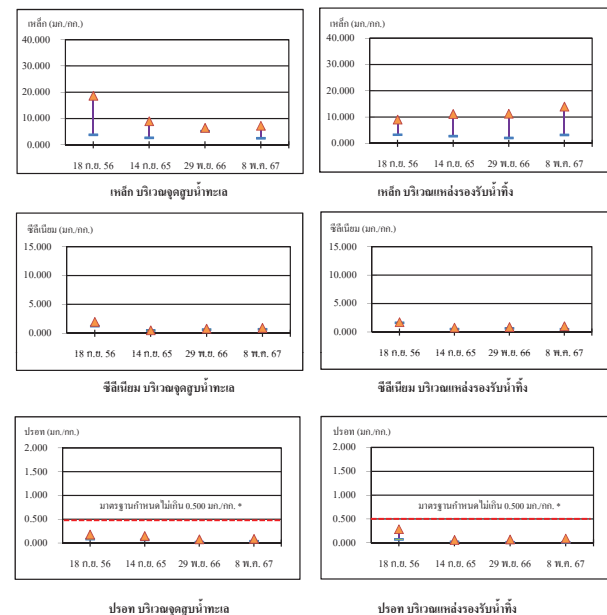 เหล็ก (มก./กก.)
40.000
30.000
20.000
10.000
0.000
18 ก.ย. 56 14 ก.ย. 65 29 พ.ย. 66 8 พ.ค. 67
เหล็ก บริเวณจุดสูบน้ำทะเล
เหล็ก (มก./กก.)
40.000
30.000
20.000
10.000
0.000
18 ก.ย. 56 14 ก.ย. 65 29 พ.ย. 66 8 พ.ค. 67
เหล็ก บริเวณแหล่งรองรับน้ำทิ้ง
ซีลีเนียม (มก./กก.)
15.000
10.000
5.000
0.000
18 ก.ย. 56 14 ก.ย. 65 29 พ.ย. 66 8 พ.ค. 67
ซีลีเนียม บริเวณจุดสูบน้ำทะเล
ซีลีเนียม (มก./กก.)
15.000
10.000
5.000
0.000
18 ก.ย. 56 14 ก.ย. 65 29 พ.ย. 66 8 พ.ค. 67
ซีลีเนียม บริเวณแหล่งรองรับน้ำทิ้ง
ปรอท (มก./กก.)
2.000
1.500
1.000
มาตรฐานกำหนดไม่เกิน 0.500 มก./กก. *
0.500
0.000
18 ก.ย. 56 14 ก.ย. 65 29 พ.ย. 66 8 พ.ค. 67
ปรอท บริเวณจุดสูบน้ำทะเล
ปรอท (มก./กก.)
2.000
1.500
1.000
มาตรฐานกำหนดไม่เกิน 0.500 มก./กก. *
0.500
0.000
18 ก.ย. 56 14 ก.ย. 65 29 พ.ย. 66 8 พ.ค. 67
ปรอท บริเวณแหล่งรองรับน้ำทิ้ง